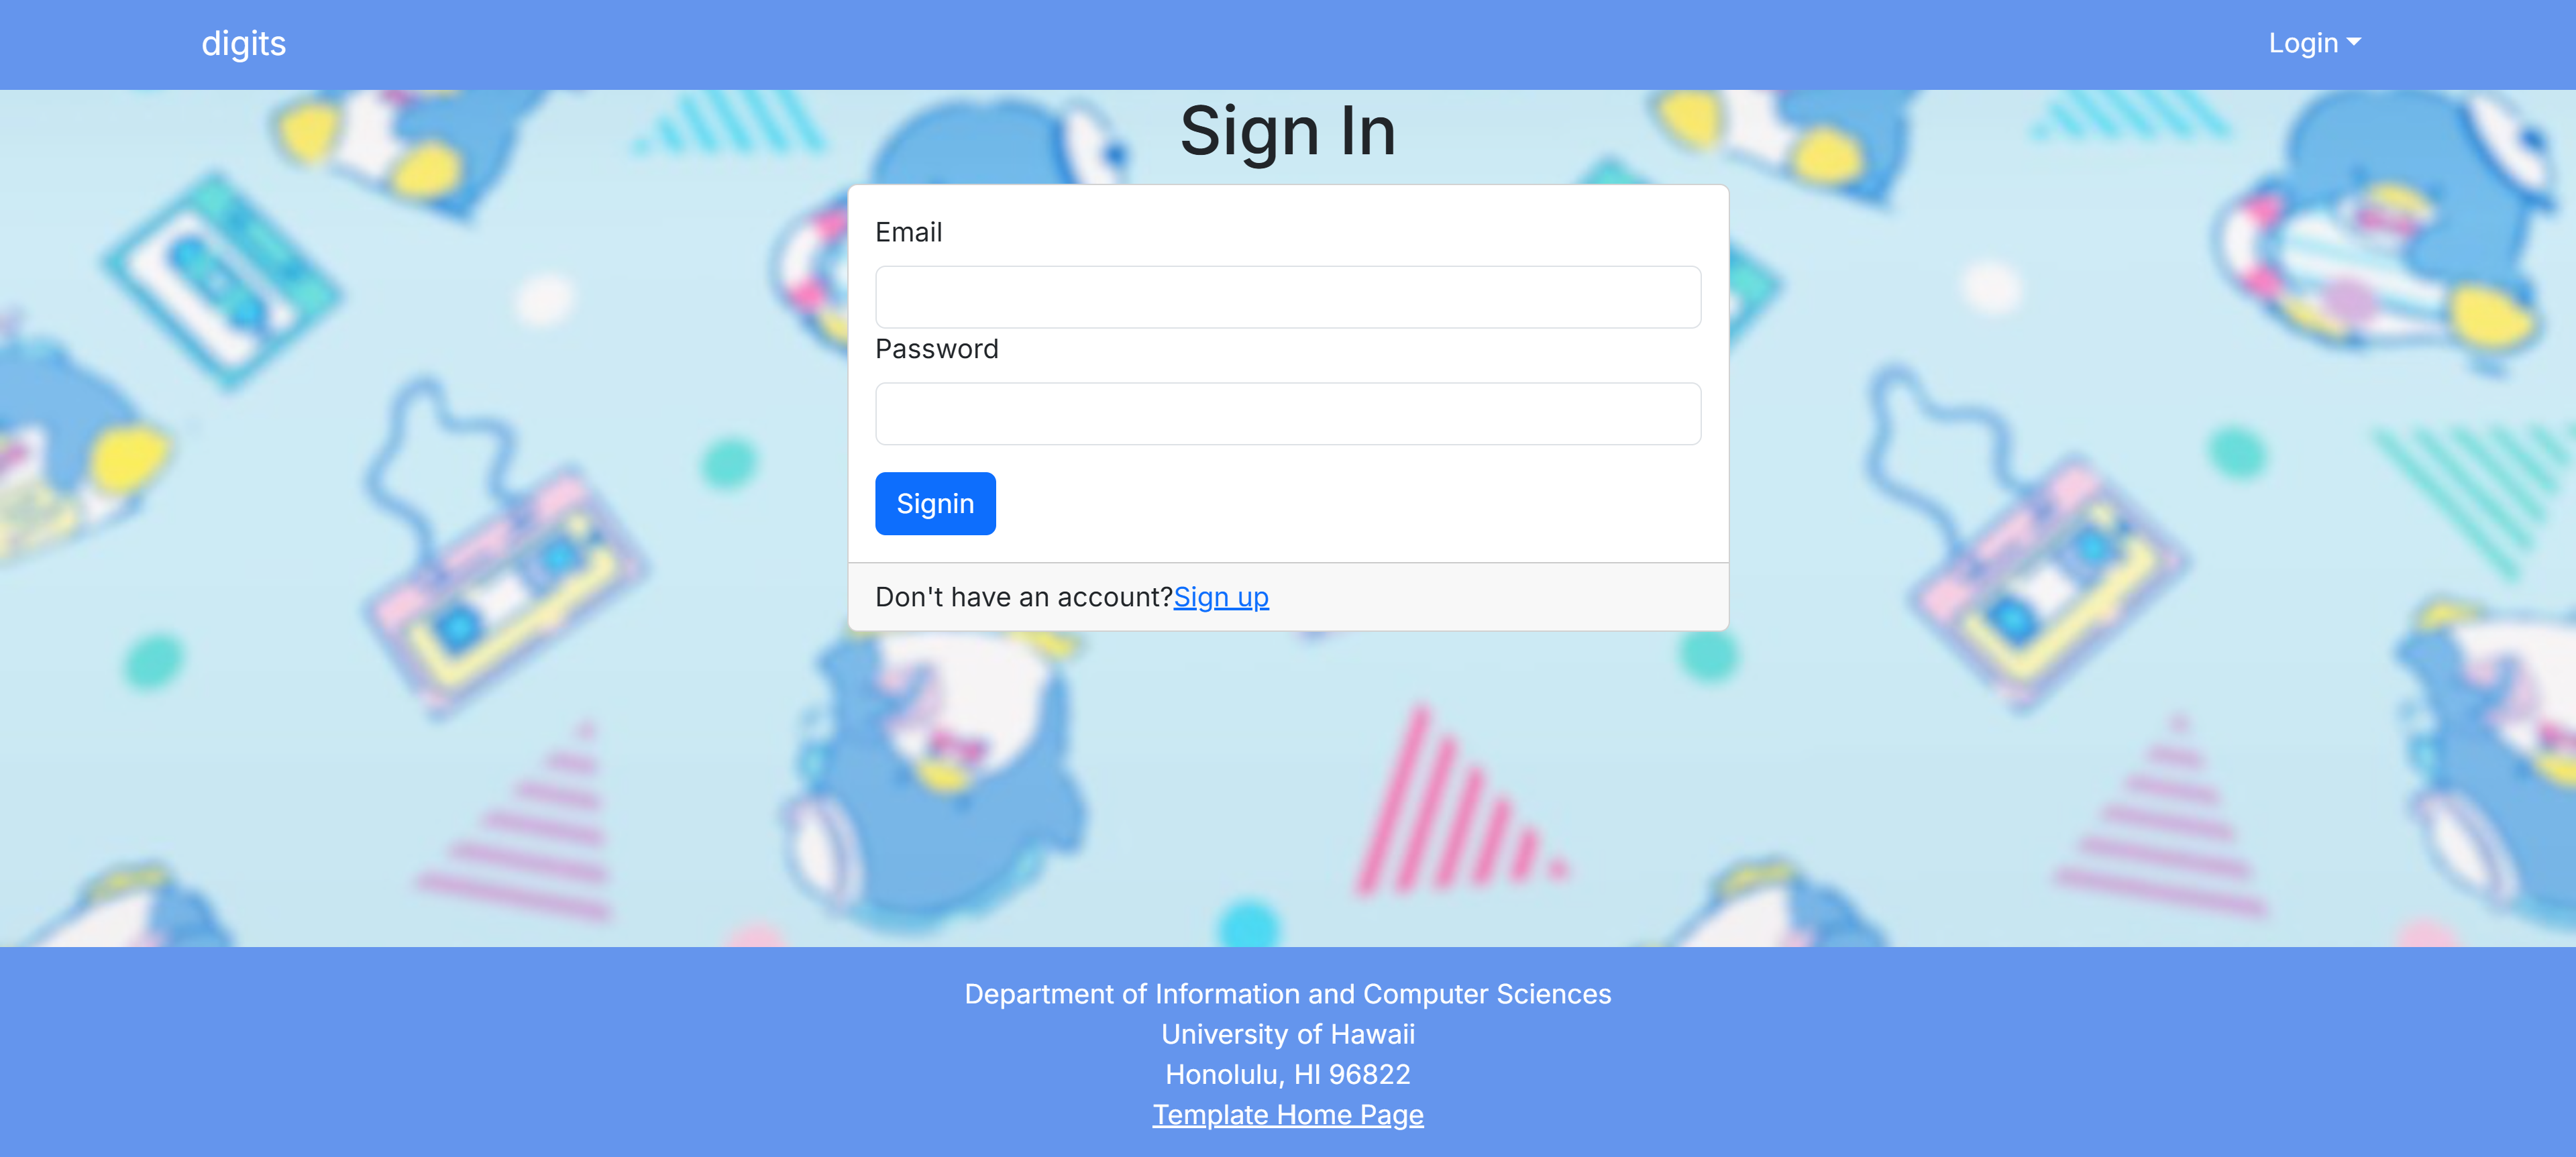 digits
Login
Sign In
Email
Password
Signin
Don't have an account?Sign up
Department of Information and Computer Sciences
University of Hawaii
Honolulu, HI 96822
Template Home Page